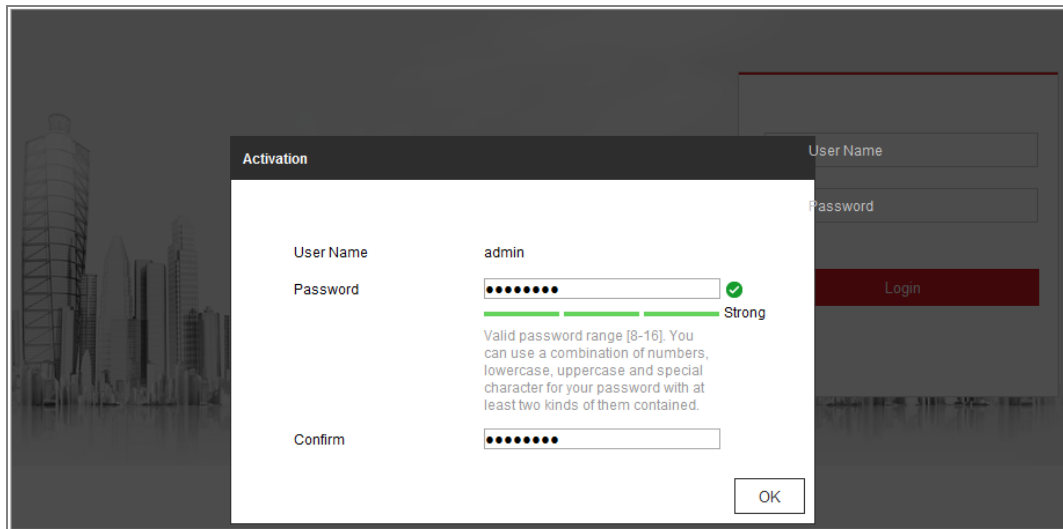 Activation
User Name
Password
Login
User Name admin
Password ●●●●●●●●
Strong
Valid password range [8-16]. You
can use a combination of numbers,
lowercase, uppercase and special
character for your password with at
least two kinds of them contained.
Confirm ●●●●●●●●
OK